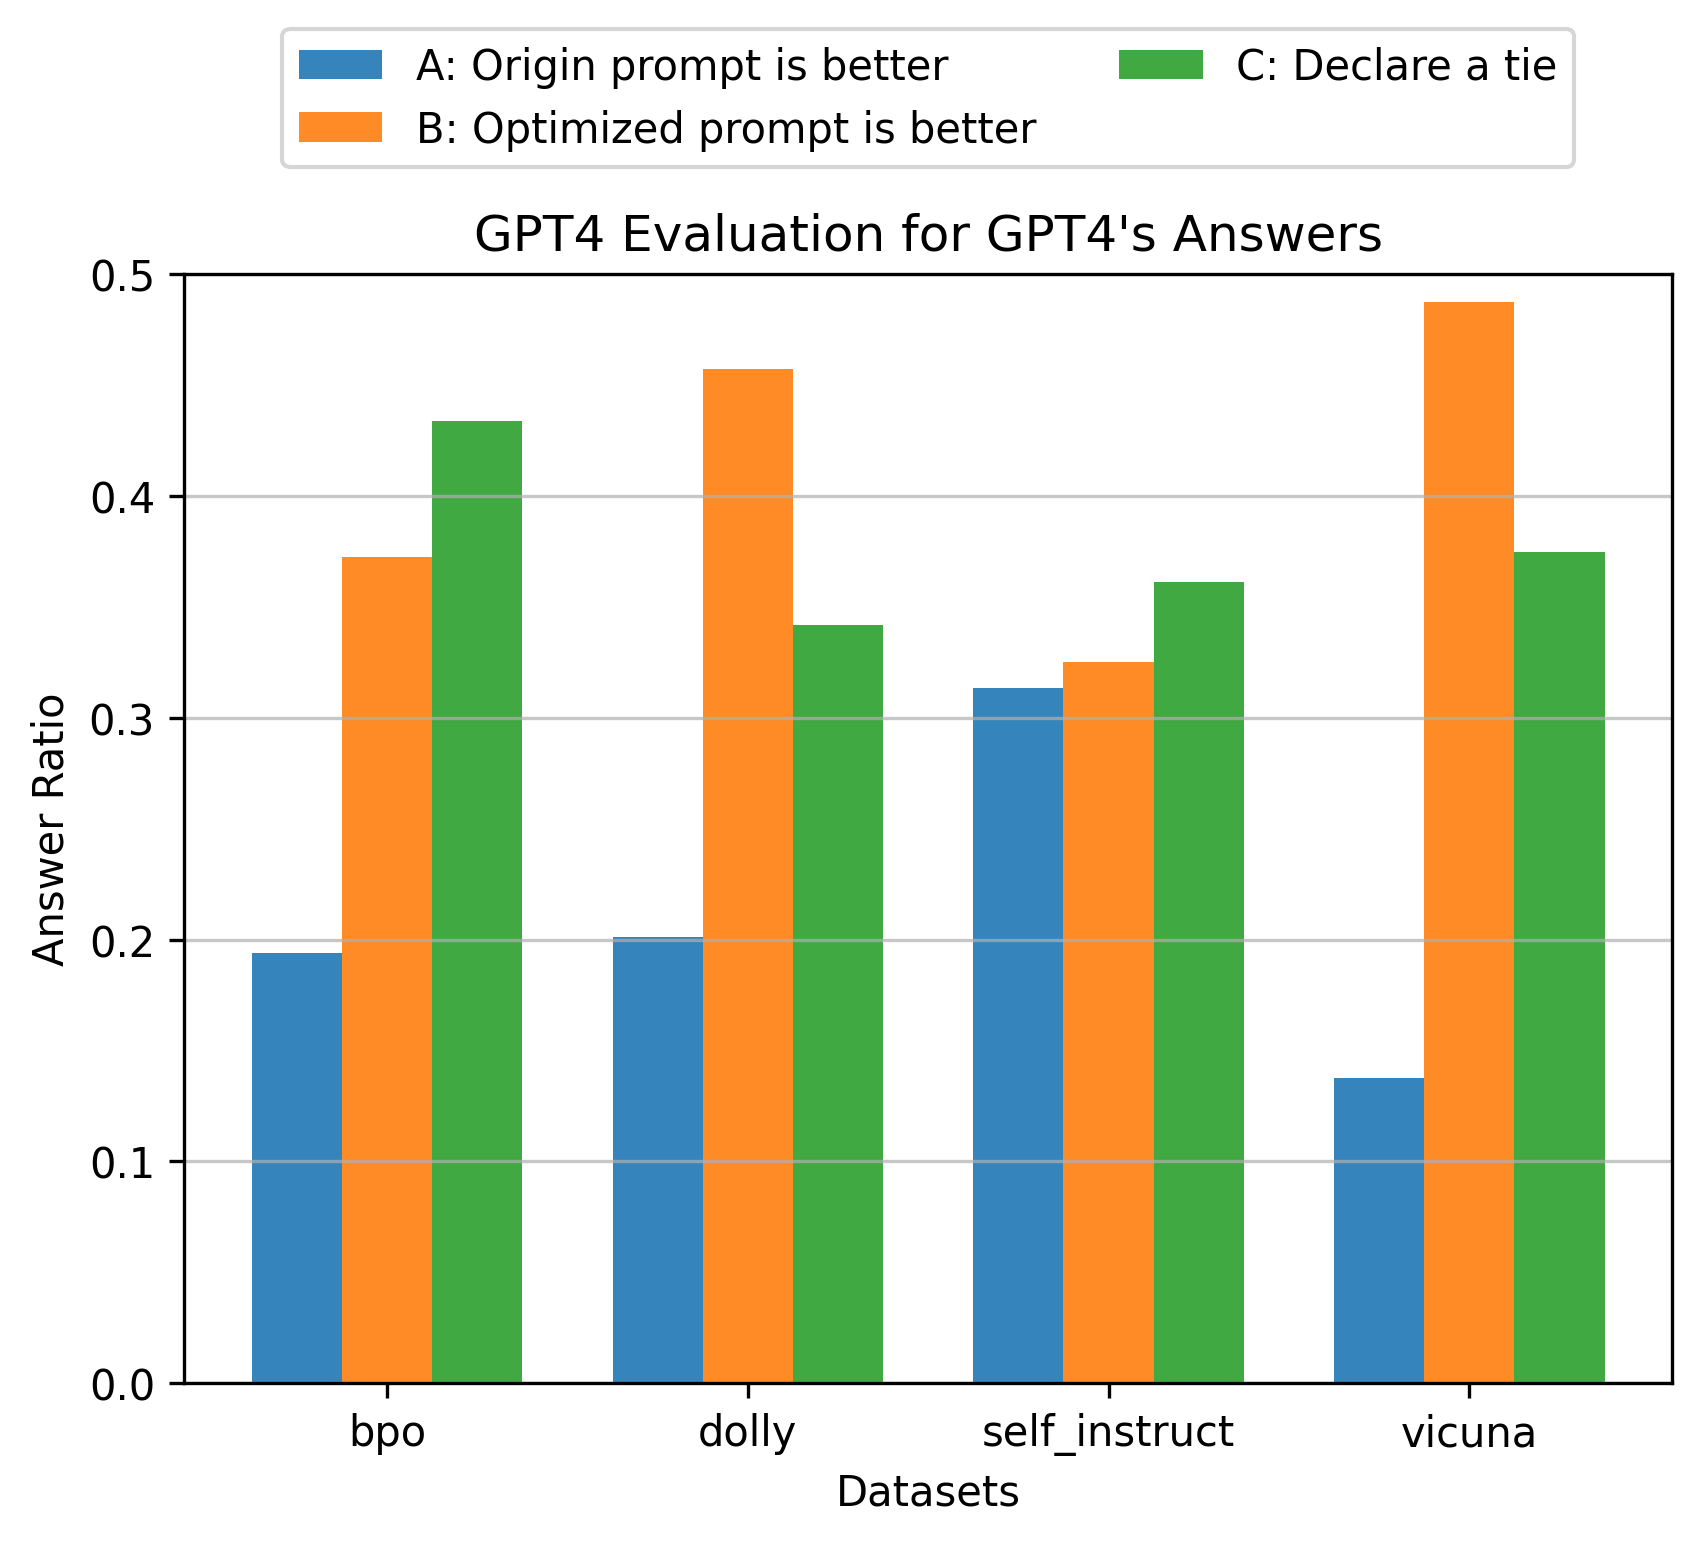 A: Origin prompt is better
B: Optimized prompt is better
C: Declare a tie
GPT4 Evaluation for GPT4's Answers
0.5
0.4
0.3
0.2
0.1
0.0
Answer Ratio
bpo
dolly
self_instruct
vicuna
Datasets